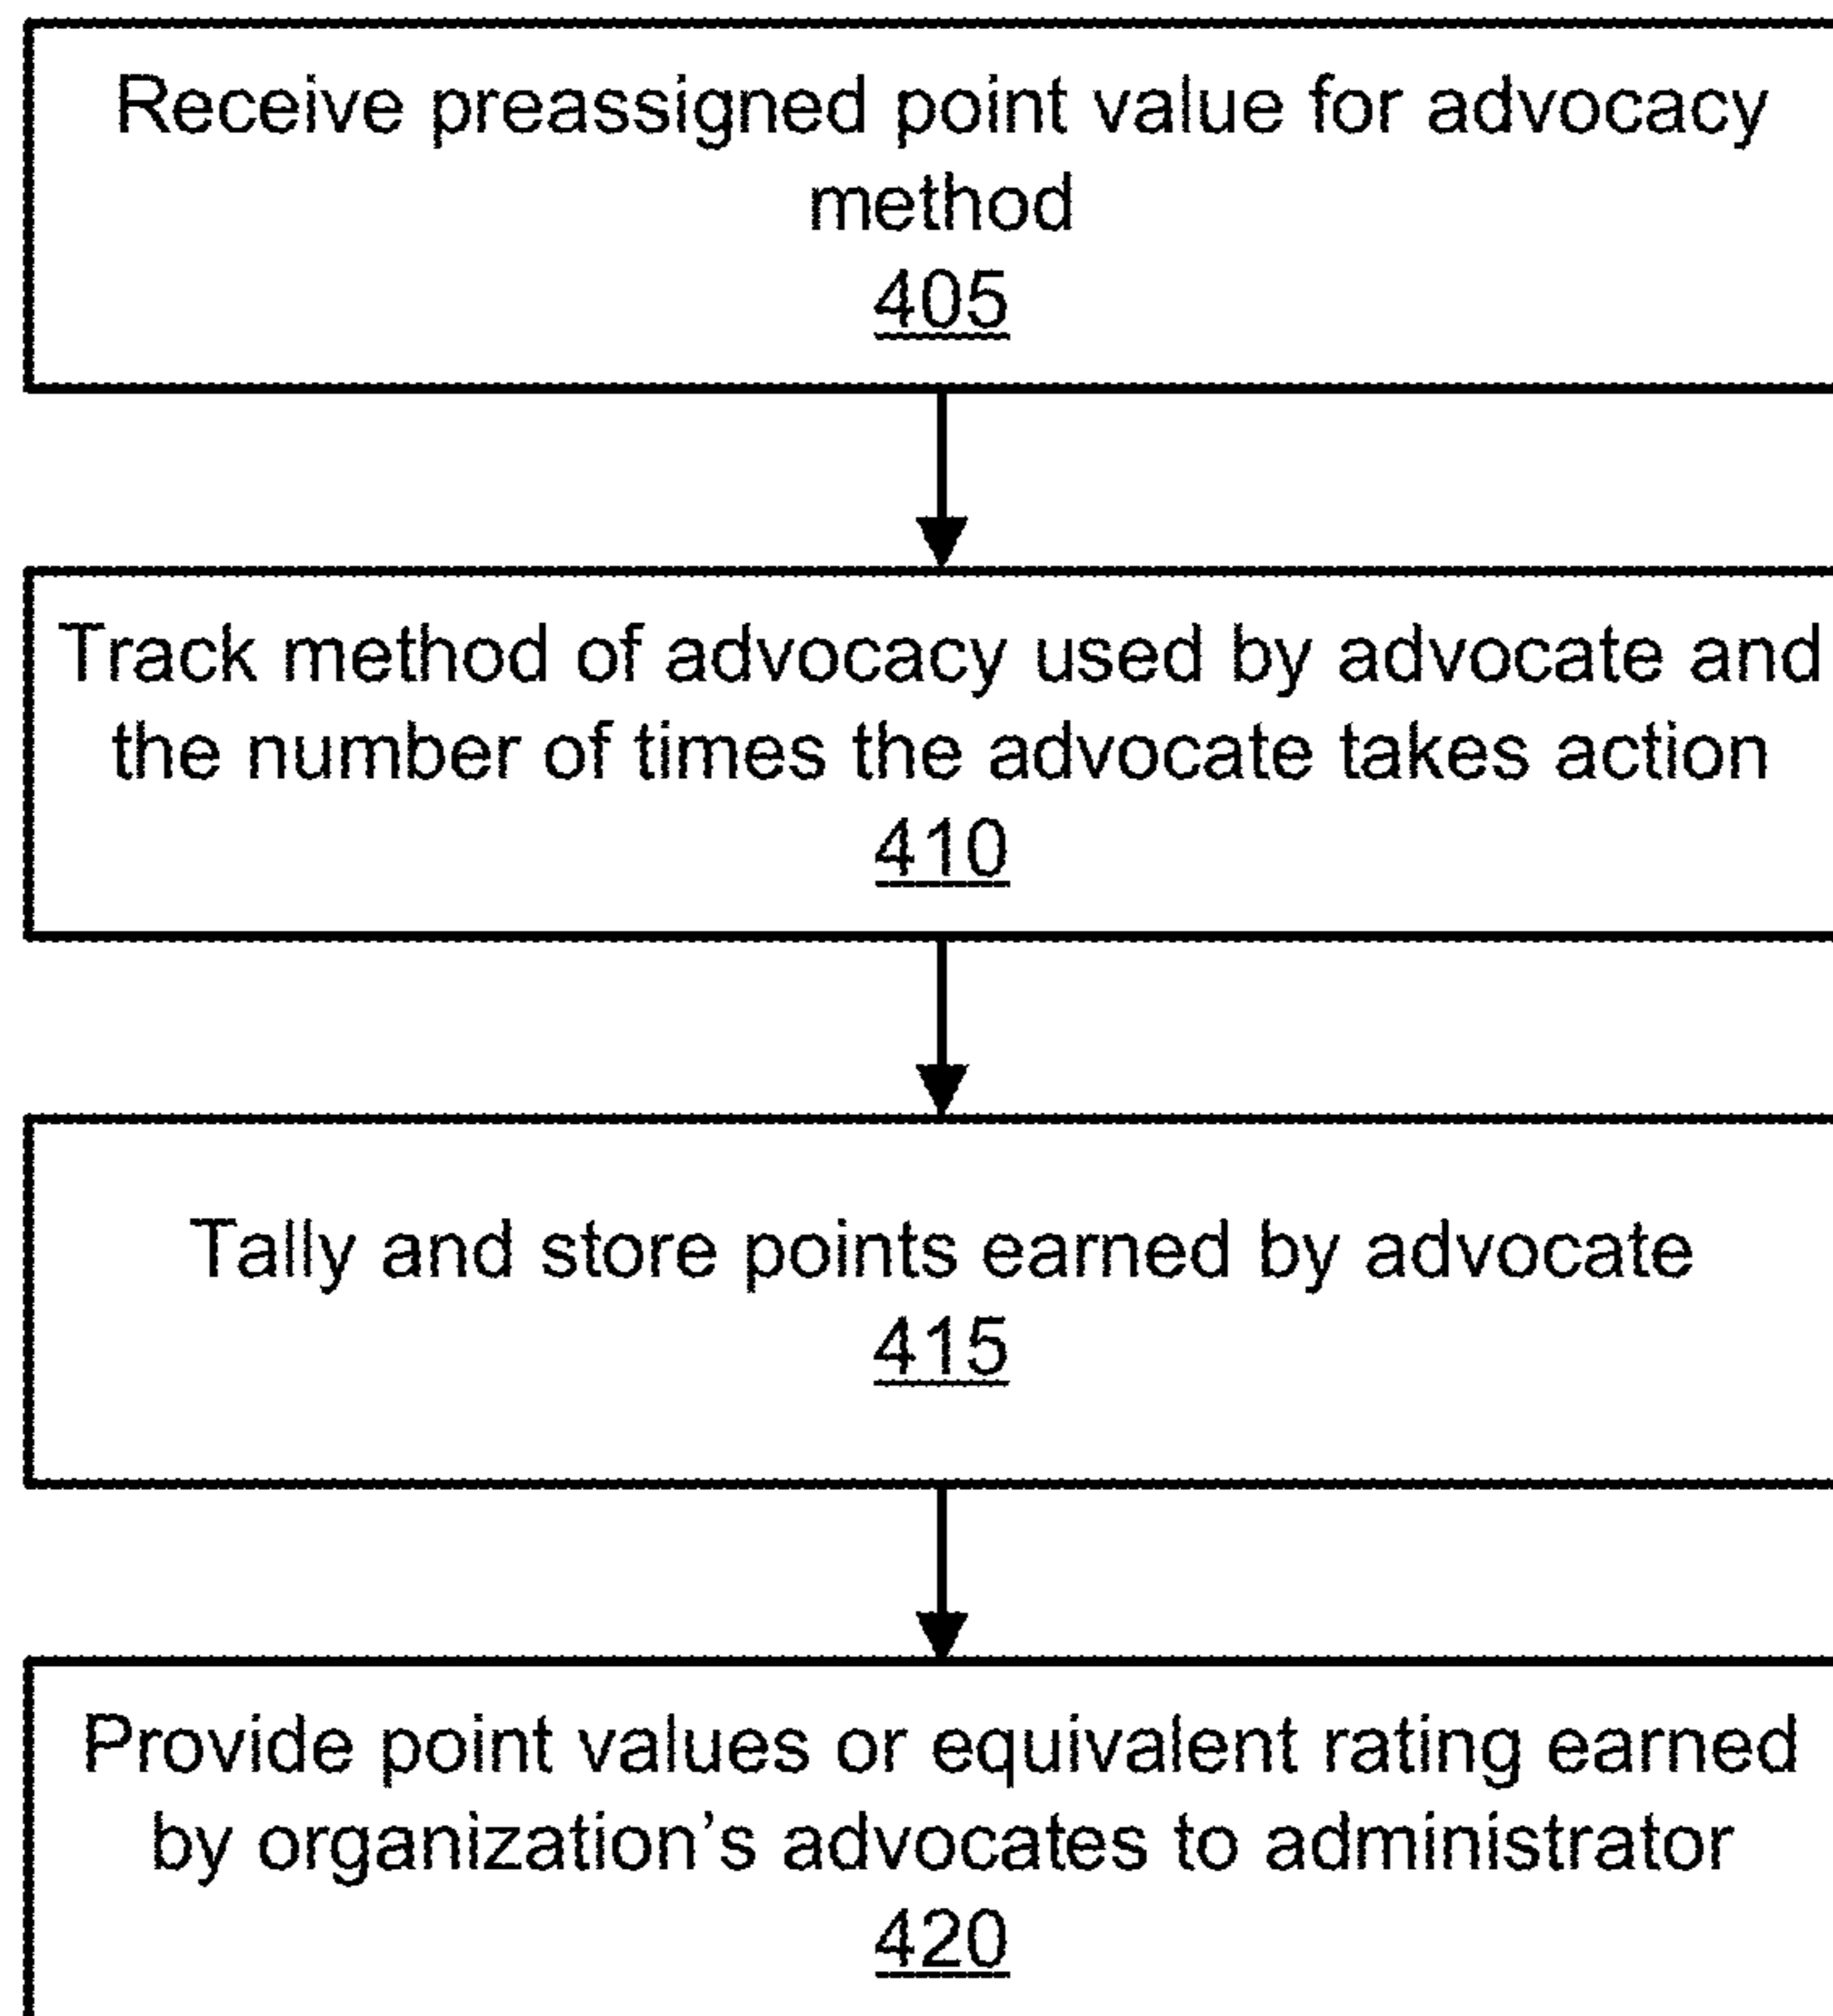 Receive preassigned point value for advocacy
method
405
Track method of advocacy used by advocate and
the number of times the advocate takes action
410
Tally and store points earned by advocate
415
Provide point values or equivalent rating earned
by organization's advocates to administrator
420